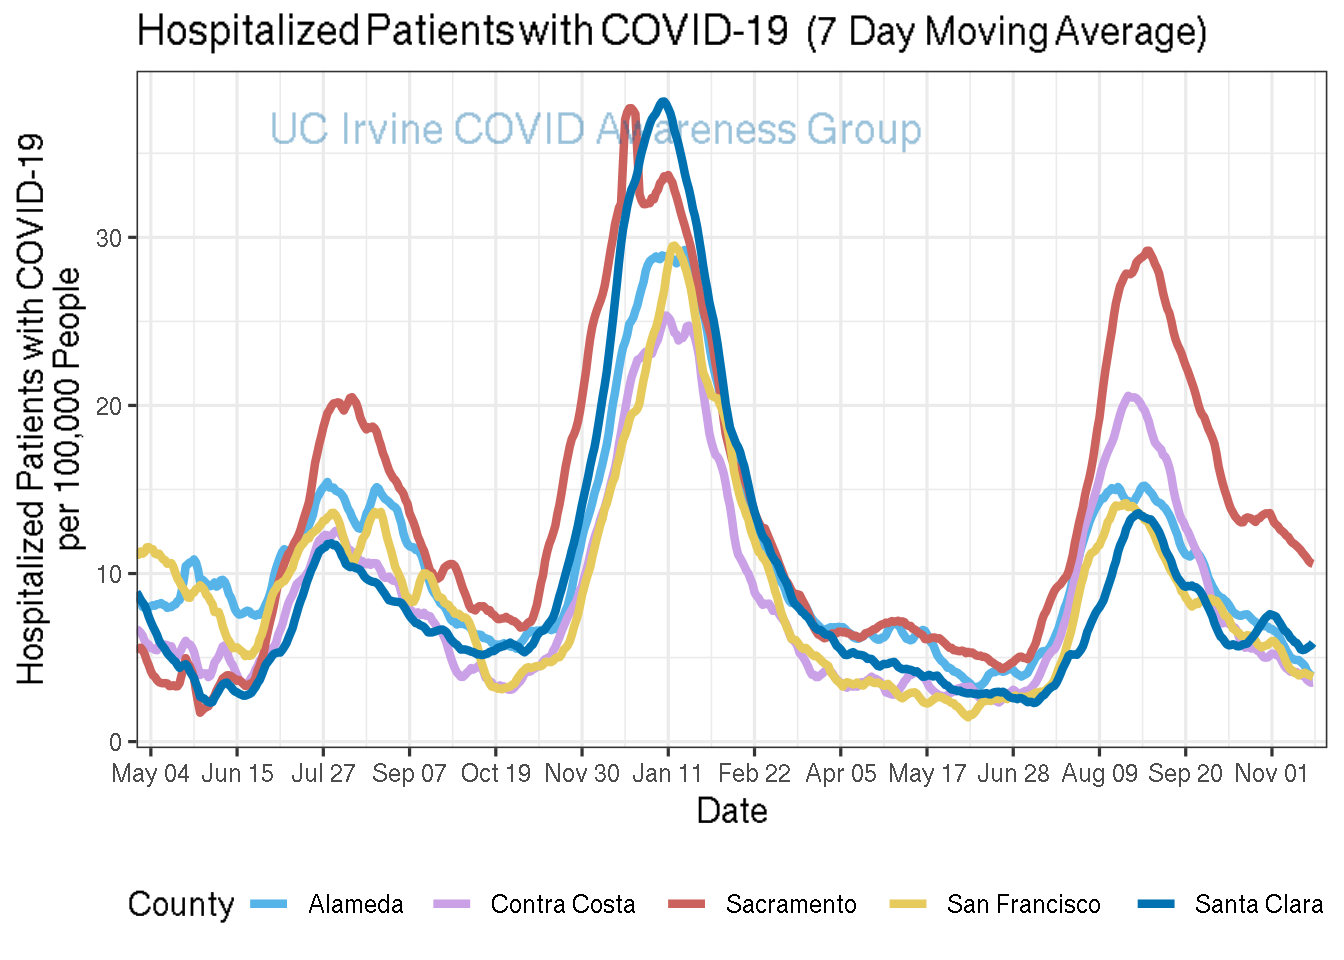 Hospitalized Patients with COVID-19 (7 Day Moving Average)
UC Irvine COVID Awareness Group
Hospitalized Patients with COVID-19
per 100,000 People
30
20
10
0
May 04 Jun 15 Jul 27 Sep 07 Oct 19 Nov 30 Jan 11 Feb 22 Apr 05 May 17 Jun 28 Aug 09 Sep 20 Nov 01
Date
County Alameda Contra Costa Sacramento San Francisco Santa Clara